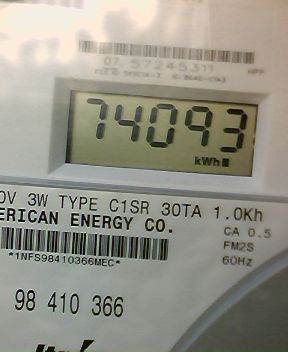 07 57245311
74093
kWh
0V 3W TYPE C1SR 30TA 1.0Kh
ERICAN ENERGY CO.
CA 0.5
FM2S
*1NFS98410366MEC*
60Hz
98 410 366